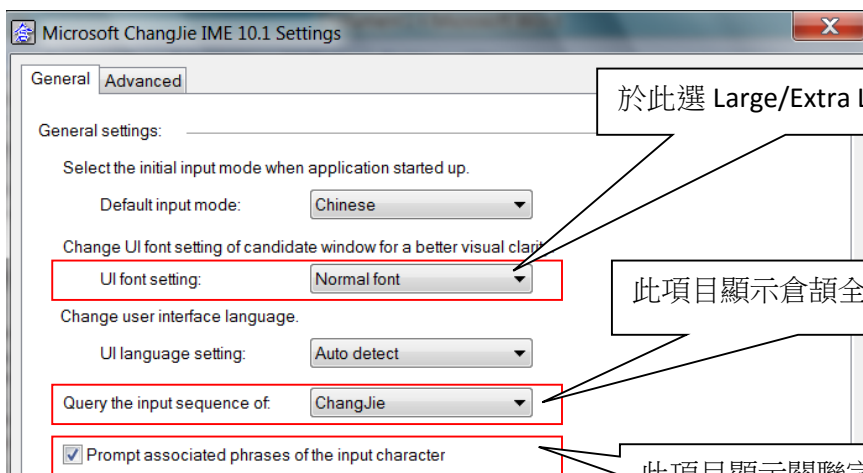 Microsoft ChangJie IME 10.1 Settings
General Advanced
於此選 Large/Extra L
General settings:
Select the initial input mode when application started up.
Default input mode: Chinese
Change UI font setting of candidate window for a better visual clarit
UI font setting: Normal font
此項目顯示倉頡全
Change user interface language.
UI language setting: Auto detect
Query the input sequence of: ChangJie
Prompt associated phrases of the input character
此項目顯示關聯字